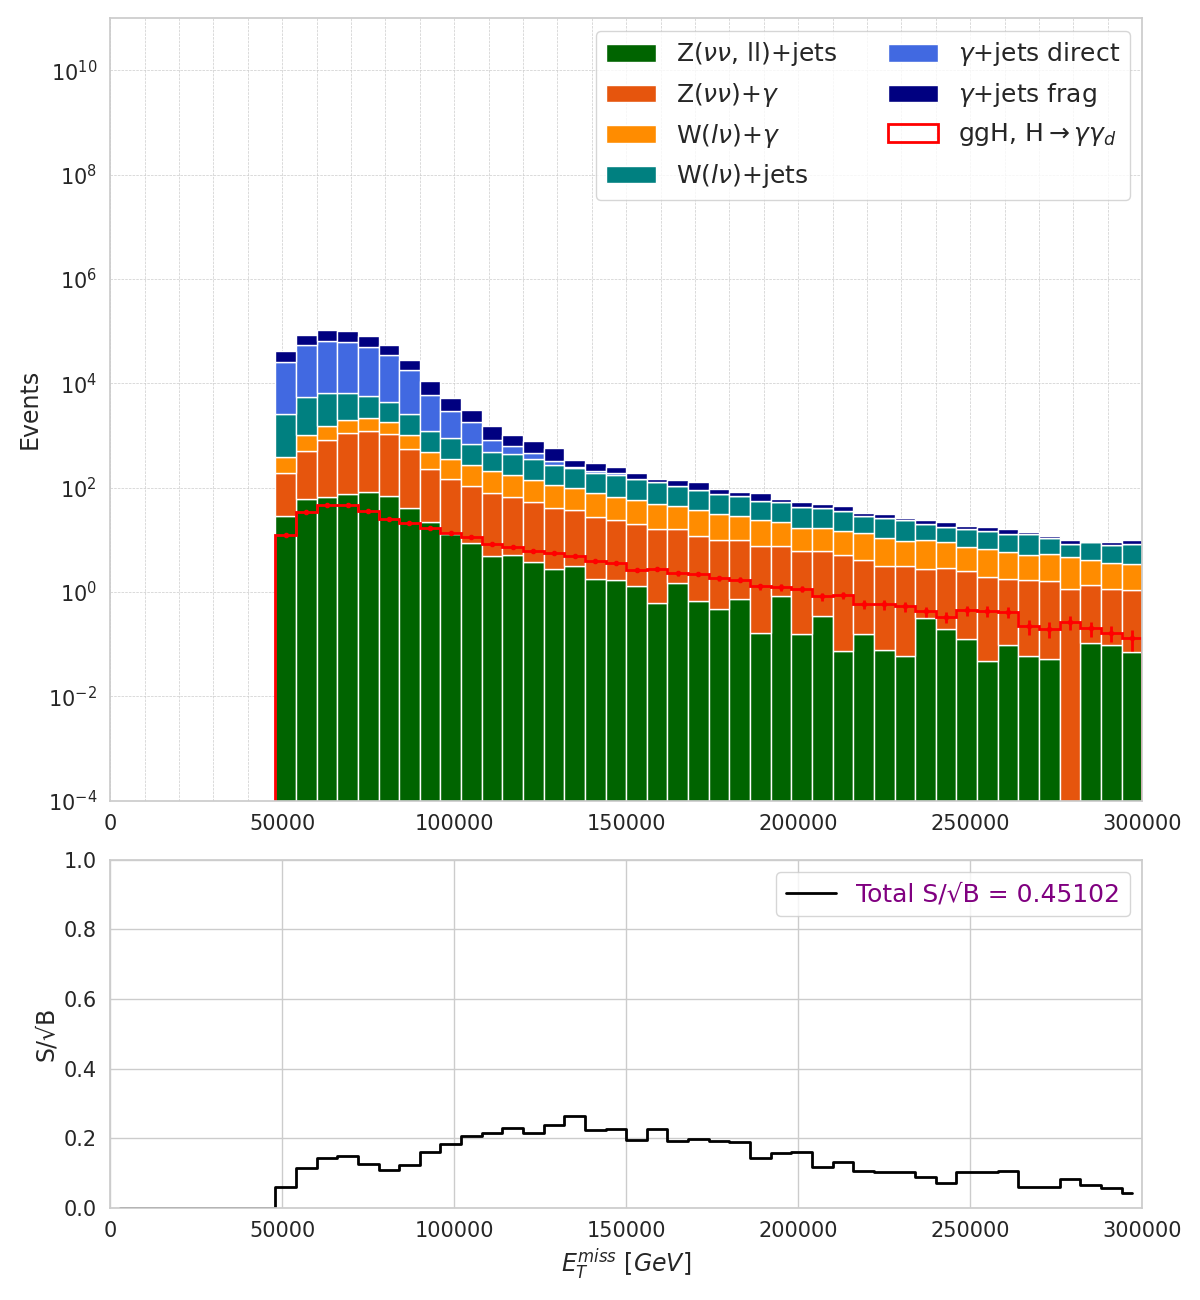 Z(νν, ll)+jets
Z(νν)+γ
W(lν)+γ
W(lν)+jets
γ+jets direct
γ+jets frag
ggH, H→γγ_d
Events
10^10
10^8
10^6
10^4
10^2
10^0
10^−2
10^−4
0 50000 100000 150000 200000 250000 300000
Total S/√B = 0.45102
S/√B
1.0
0.8
0.6
0.4
0.2
0.0
0 50000 100000 150000 200000 250000 300000
E_T^miss [GeV]